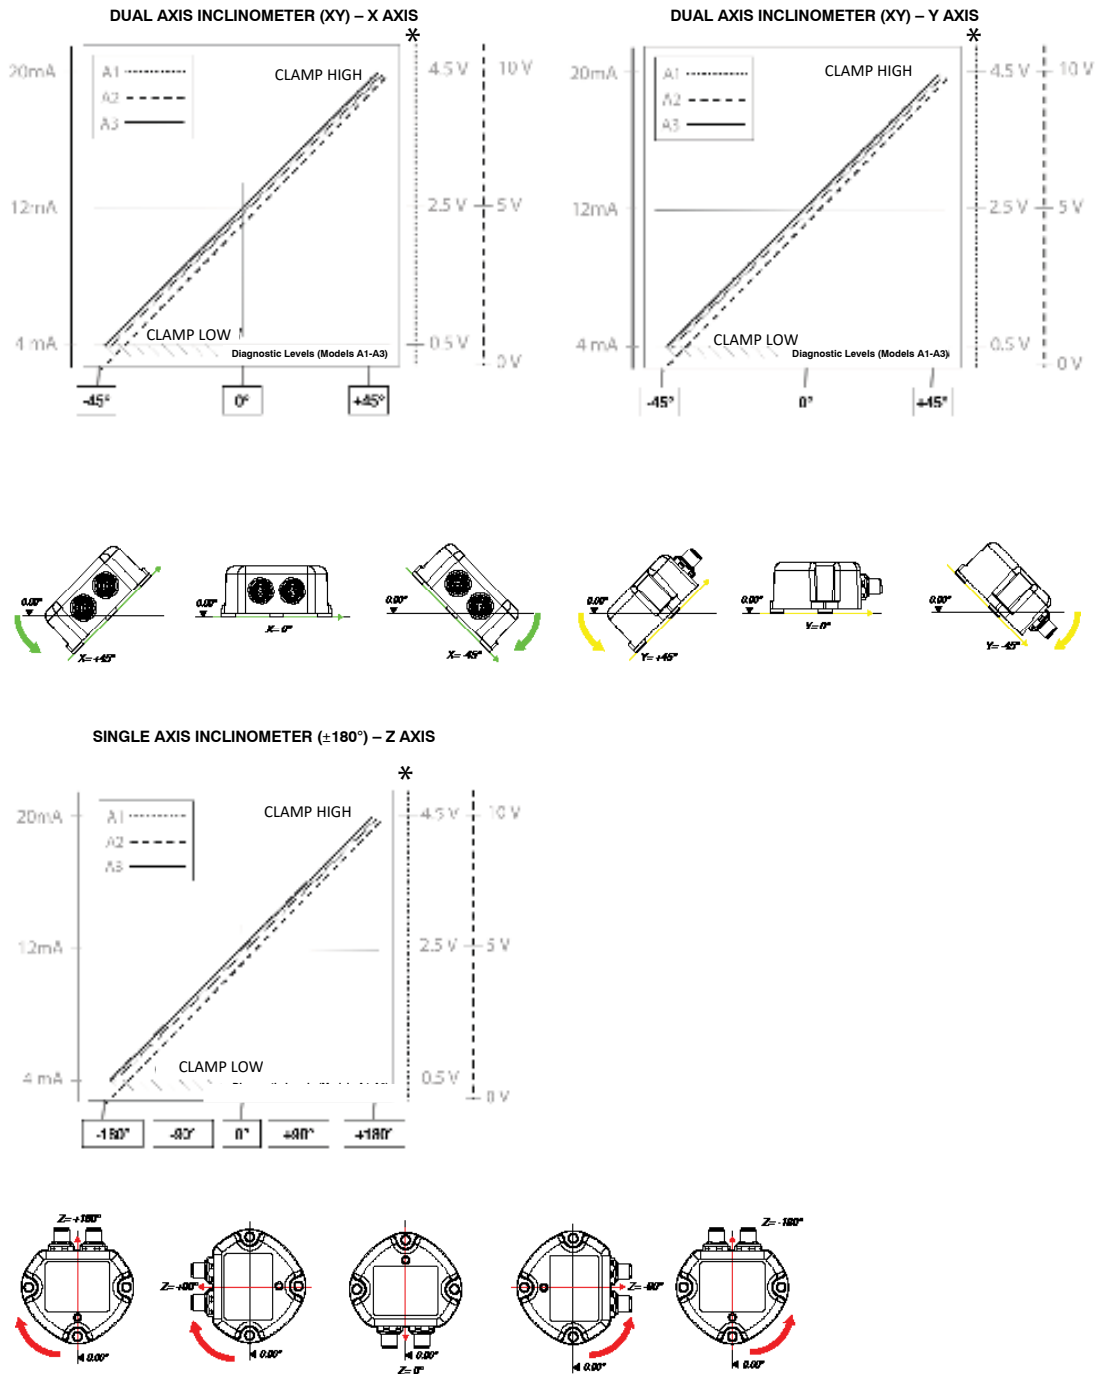 DUAL AXIS INCLINOMETER (XY) – X AXIS
*
20mA
A1
A2
A3
CLAMP HIGH
4.5 V
10 V
12mA
2.5 V
5 V
CLAMP LOW
4 mA
Diagnostic Levels (Models A1-A3)
0.5 V
0 V
-45°
0°
+45°
DUAL AXIS INCLINOMETER (XY) – Y AXIS
*
20mA
A1
A2
A3
CLAMP HIGH
4.5 V
10 V
12mA
2.5 V
5 V
CLAMP LOW
4 mA
Diagnostic Levels (Models A1-A3)
0.5 V
0 V
-45°
0°
+45°
0.00°
X= +45°
0.00°
X= 0°
0.00°
X= -45°
0.00°
Y= +45°
0.00°
Y= 0°
0.00°
Y= -45°
SINGLE AXIS INCLINOMETER (±180°) – Z AXIS
*
20mA
A1
A2
A3
CLAMP HIGH
4.5 V
10 V
12mA
2.5 V
5 V
CLAMP LOW
4 mA
0.5 V
0 V
-180°
-90°
0°
+90°
+180°
Z= +180°
0.00°
Z= +90°
0.00°
0.00°
Z= 0°
Z= -90°
0.00°
Z= -180°
0.00°